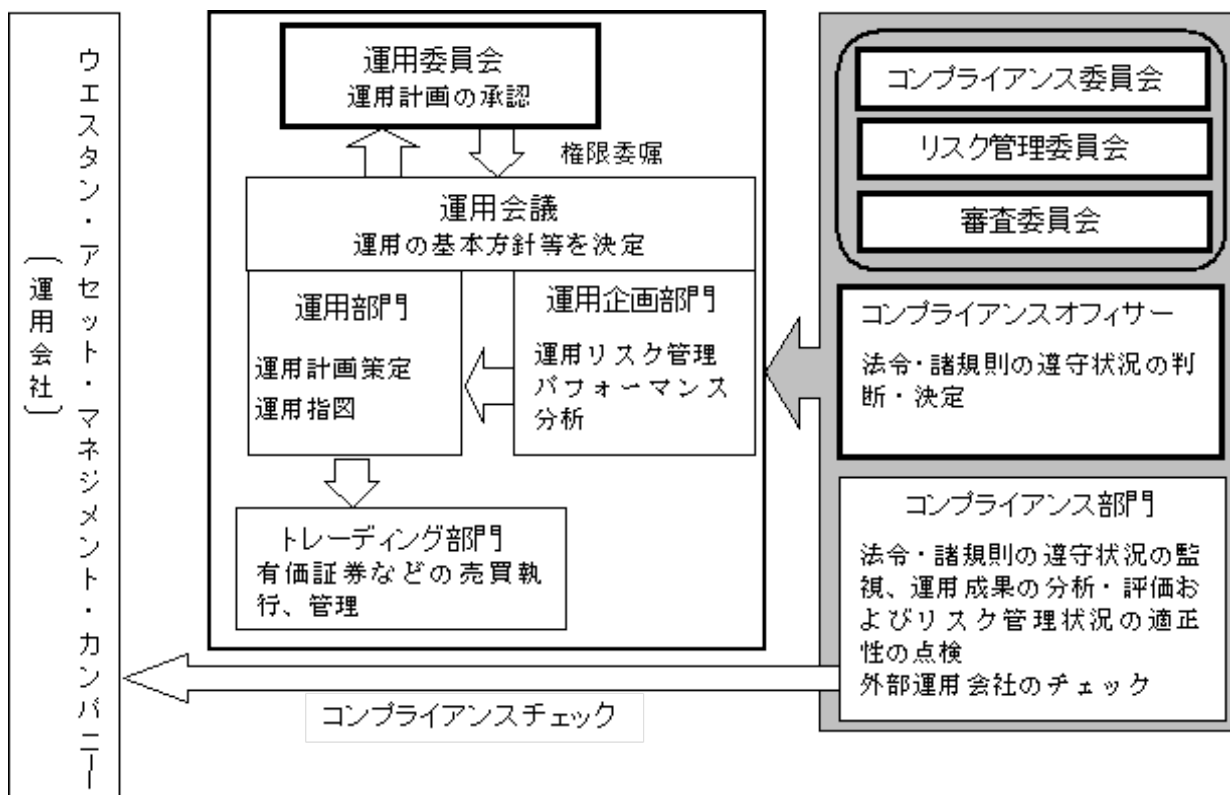 ウエスタン・アセット・マネジメント・カンパニー
（運用会社）
運用委員会
運用計画の承認
権限委嘱
運用会議
運用の基本方針等を決定
運用部門
運用計画策定
運用指図
運用企画部門
運用リスク管理
パフォーマンス
分析
トレーディング部門
有価証券などの売買執
行、管理
コンプライアンス委員会
リスク管理委員会
審査委員会
コンプライアンスオフィサー
法令・諸規則の遵守状況の判
断・決定
コンプライアンス部門
法令・諸規則の遵守状況の監
視、運用成果の分析・評価お
よびリスク管理状況の適正
性の点検
外部運用会社のチェック
コンプライアンスチェック